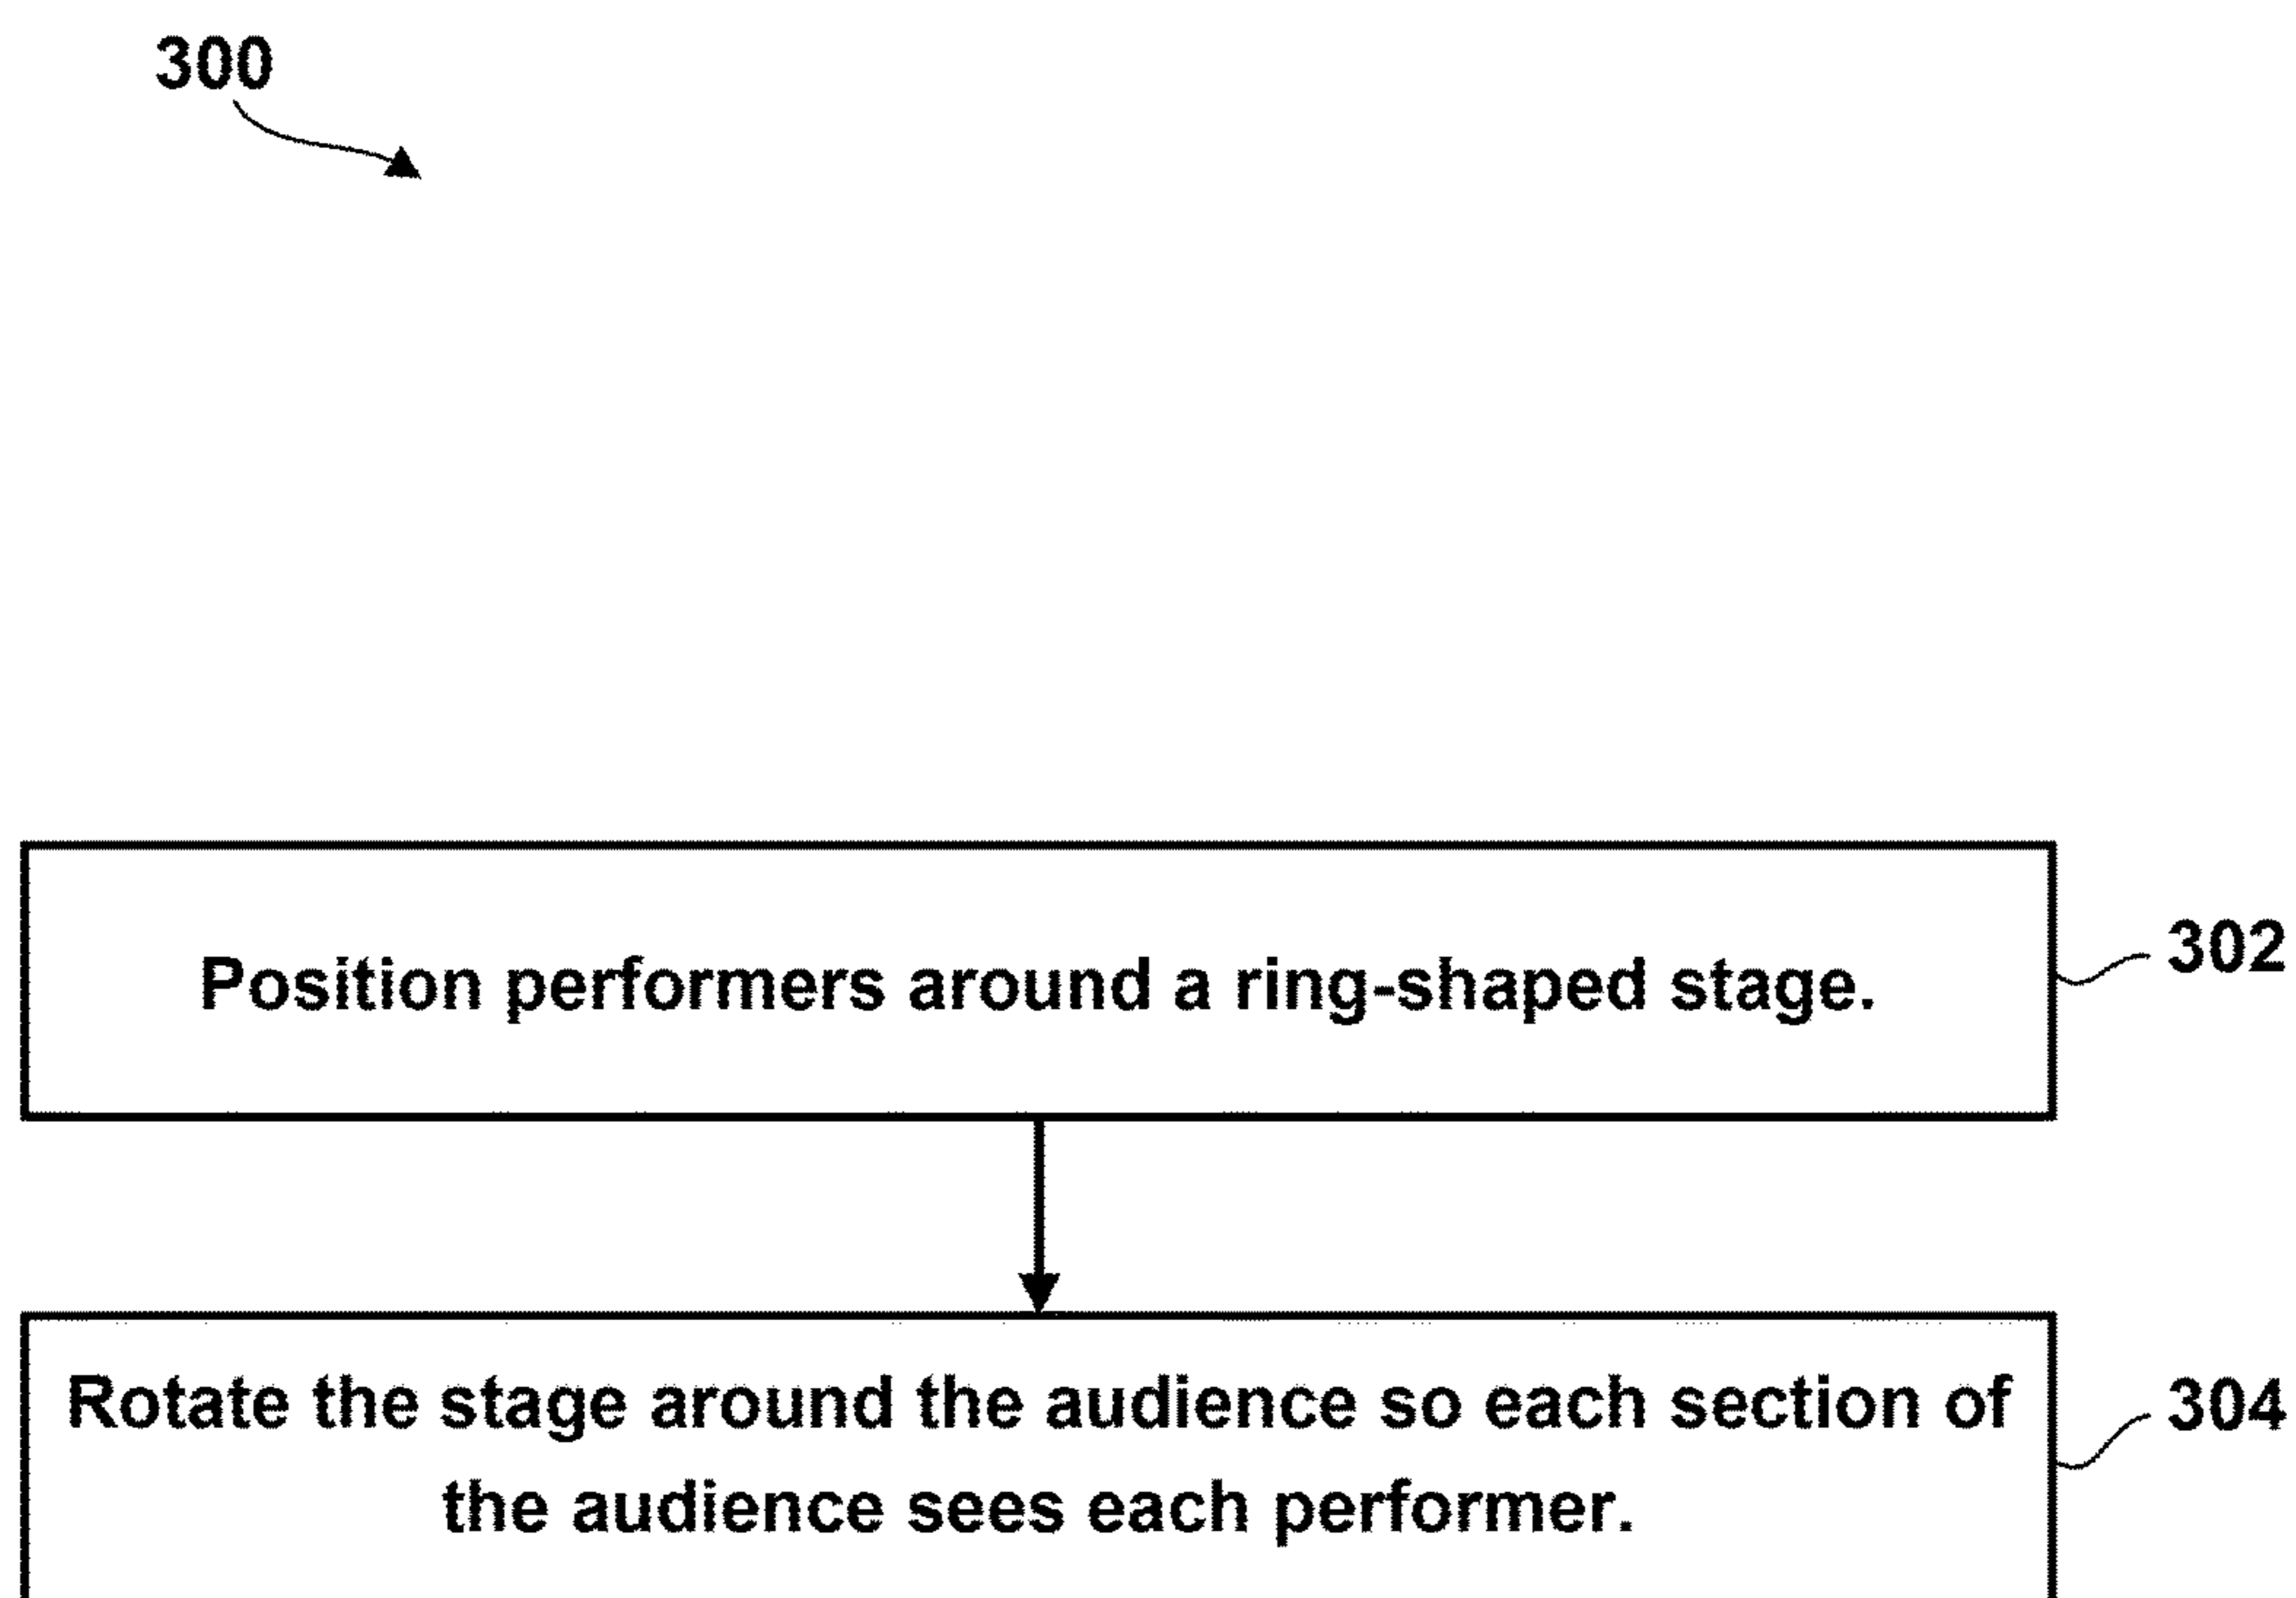 300
Position performers around a ring-shaped stage.
302
Rotate the stage around the audience so each section of
the audience sees each performer.
304